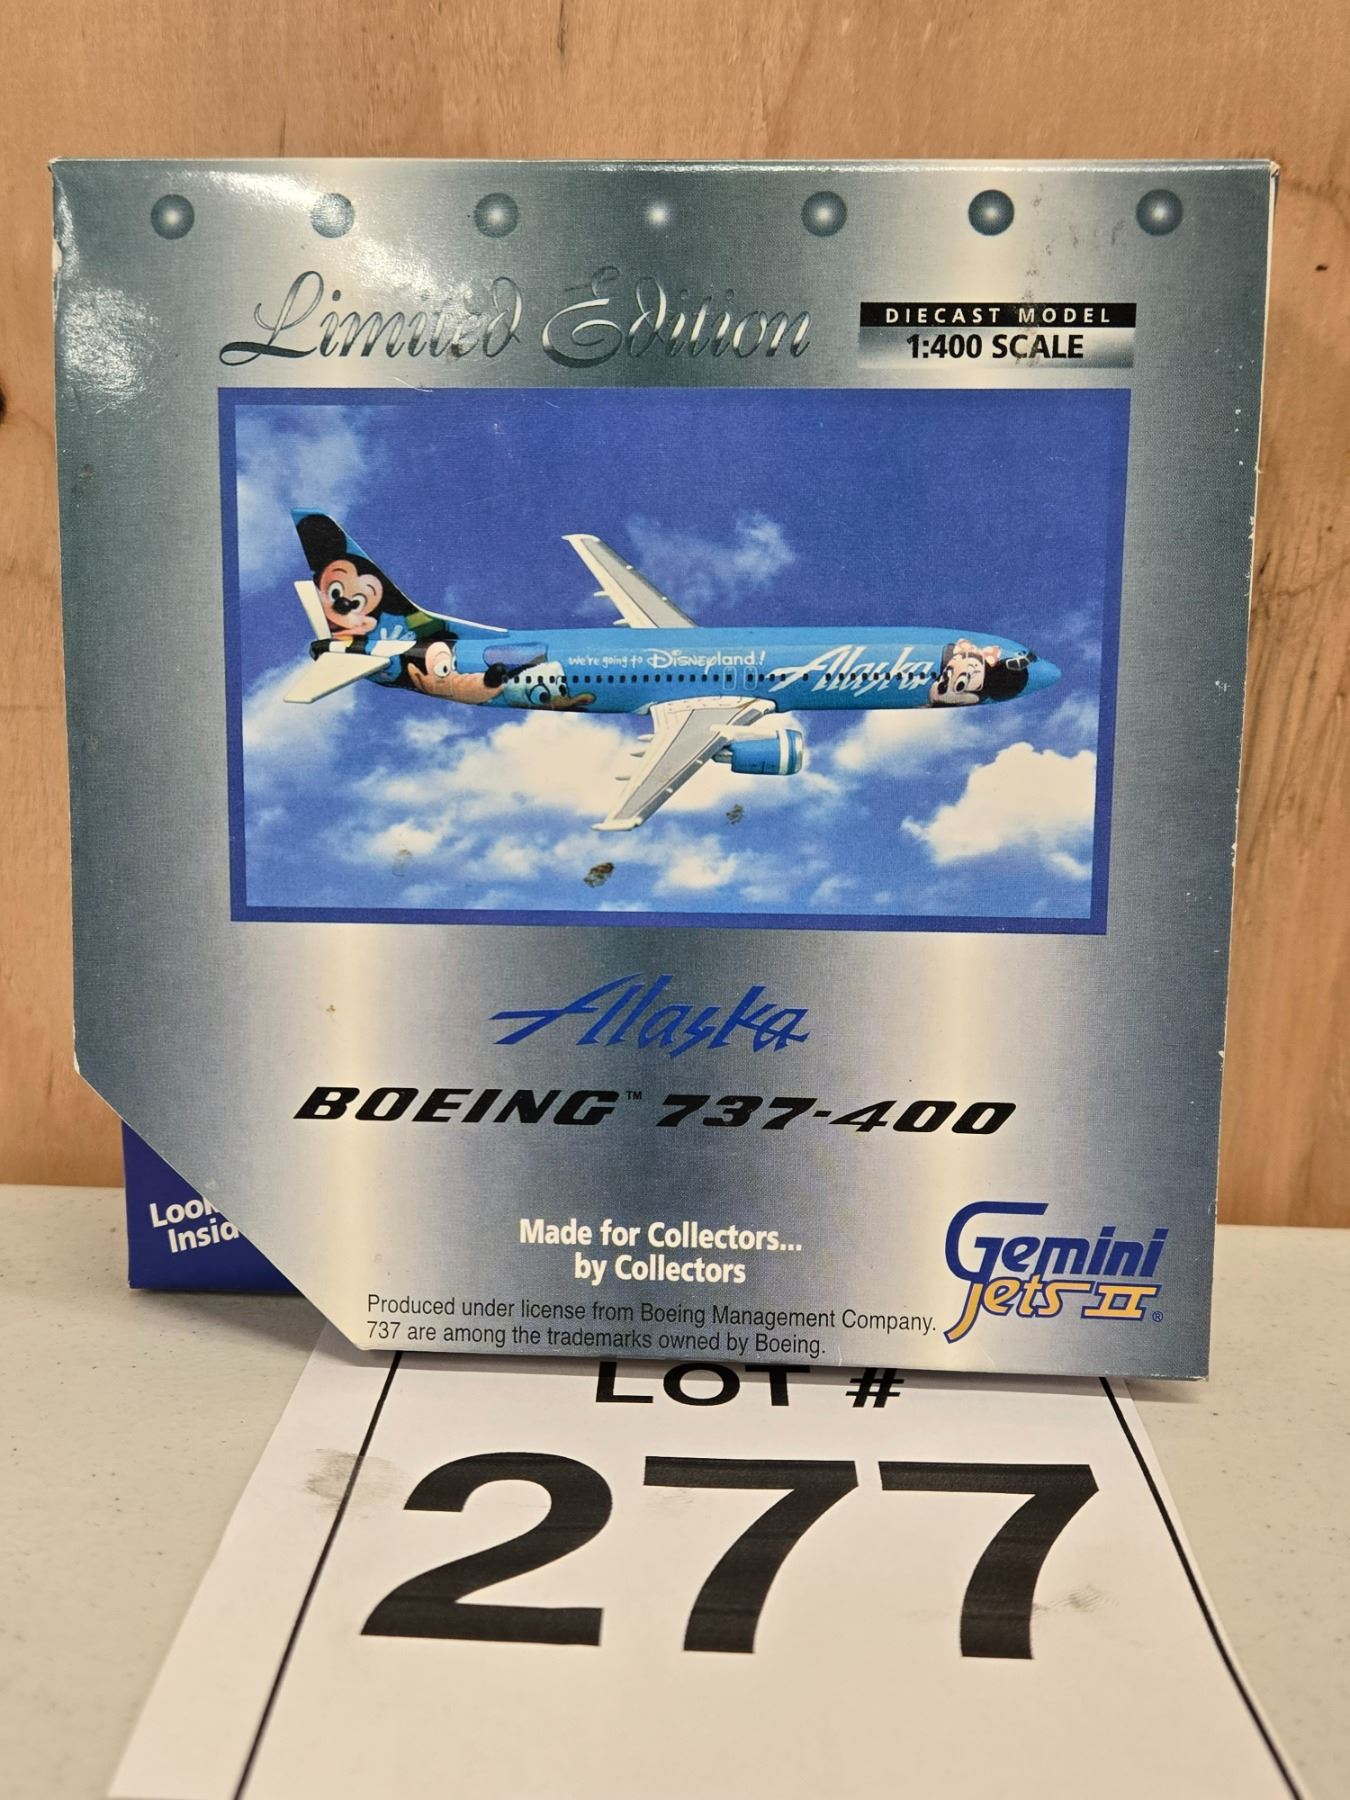 Limited Edition
DIECAST MODEL
1:400 SCALE
we're going to Disneyland!
Alaska
Alaska
BOEING™ 737-400
Look
Insid
Made for Collectors...
by Collectors
Gemini
Jets II®
Produced under license from Boeing Management Company.
737 are among the trademarks owned by Boeing.
LOT #
277